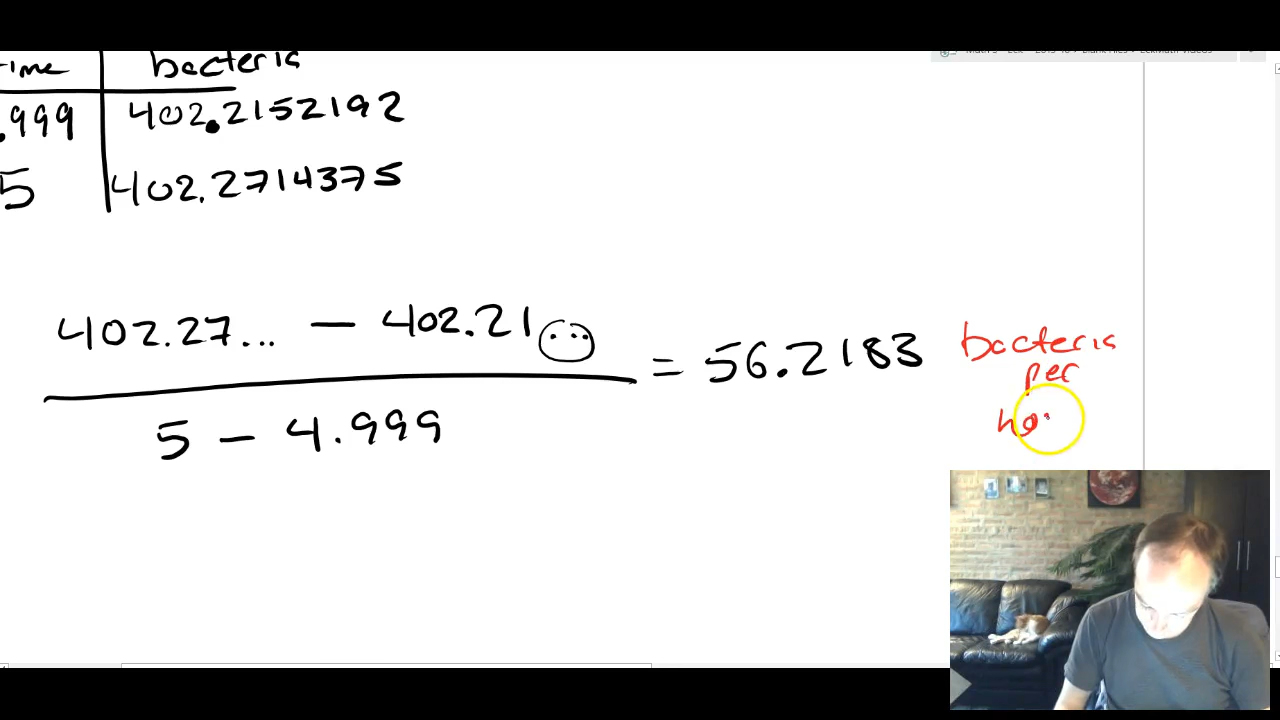 Time bacteria
.999 402.2152192
5 402.2714375
402.27... - 402.21..
= 56.2183
5 - 4.999
bacteria
per
ho